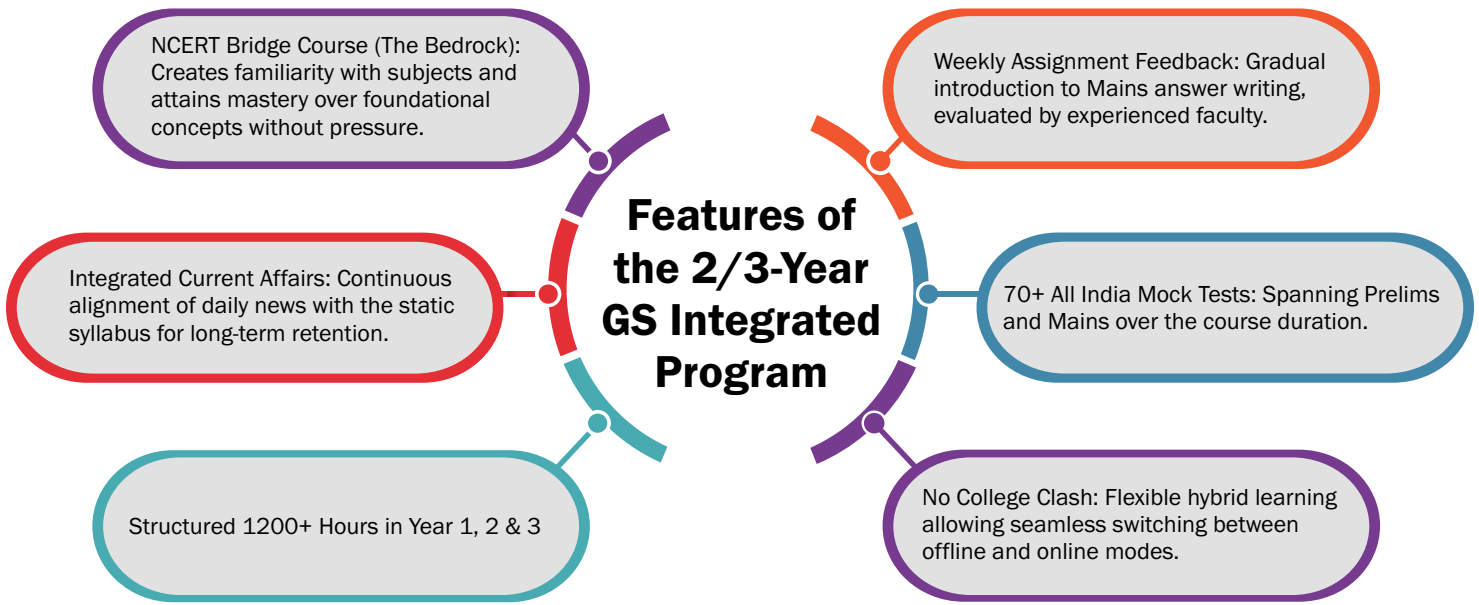 NCERT Bridge Course (The Bedrock):
Creates familiarity with subjects and
attains mastery over foundational
concepts without pressure.
Integrated Current Affairs: Continuous
alignment of daily news with the static
syllabus for long-term retention.
Structured 1200+ Hours in Year 1, 2 & 3
Features of
the 2/3-Year
GS Integrated
Program
Weekly Assignment Feedback: Gradual
introduction to Mains answer writing,
evaluated by experienced faculty.
70+ All India Mock Tests: Spanning Prelims
and Mains over the course duration.
No College Clash: Flexible hybrid learning
allowing seamless switching between
offline and online modes.